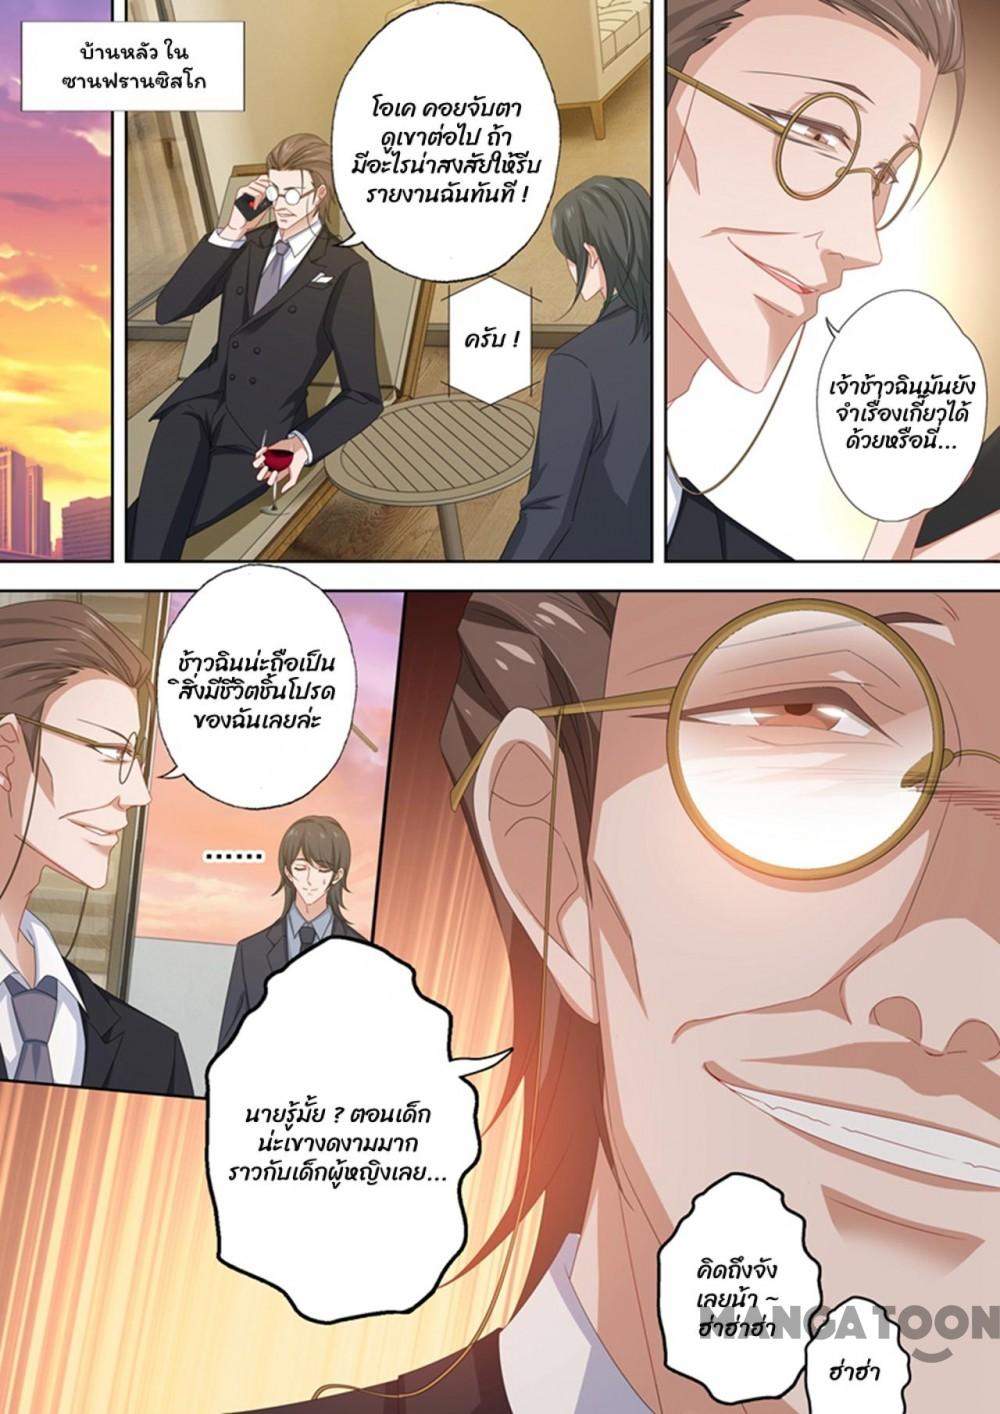 บ้านหลัว ใน
ซานฟรานซิสโก
โอเค คอยจับตา
ดูเขาต่อไป ถ้า
มีอะไรน่าสงสัยให้รีบ
รายงานฉันทันที !
ครับ !
เจ้าช้าวฉินมันยัง
จำเรื่องเกี๊ยวได้
ด้วยหรือนี่...
ช้าวฉินน่ะถือเป็น
สิ่งมีชีวิตชิ้นโปรด
ของฉันเลยล่ะ
......
นายรู้มั้ย ? ตอนเด็ก
น่ะเขางดงามมาก
ราวกับเด็กผู้หญิงเลย...
คิดถึงจัง
เลยน้า ~
ฮ่าฮ่าฮ่า
MANGATOON
ฮ่าฮ่า